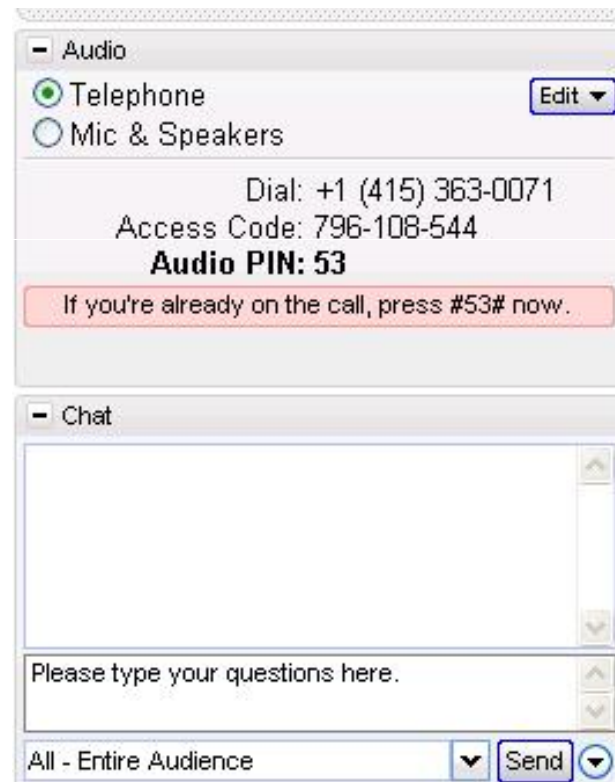 Audio
Telephone
Edit
Mic & Speakers
Dial: +1 (415) 363-0071
Access Code: 796-108-544
Audio PIN: 53
If you're already on the call, press #53# now.
Chat
Please type your questions here.
All - Entire Audience
Send